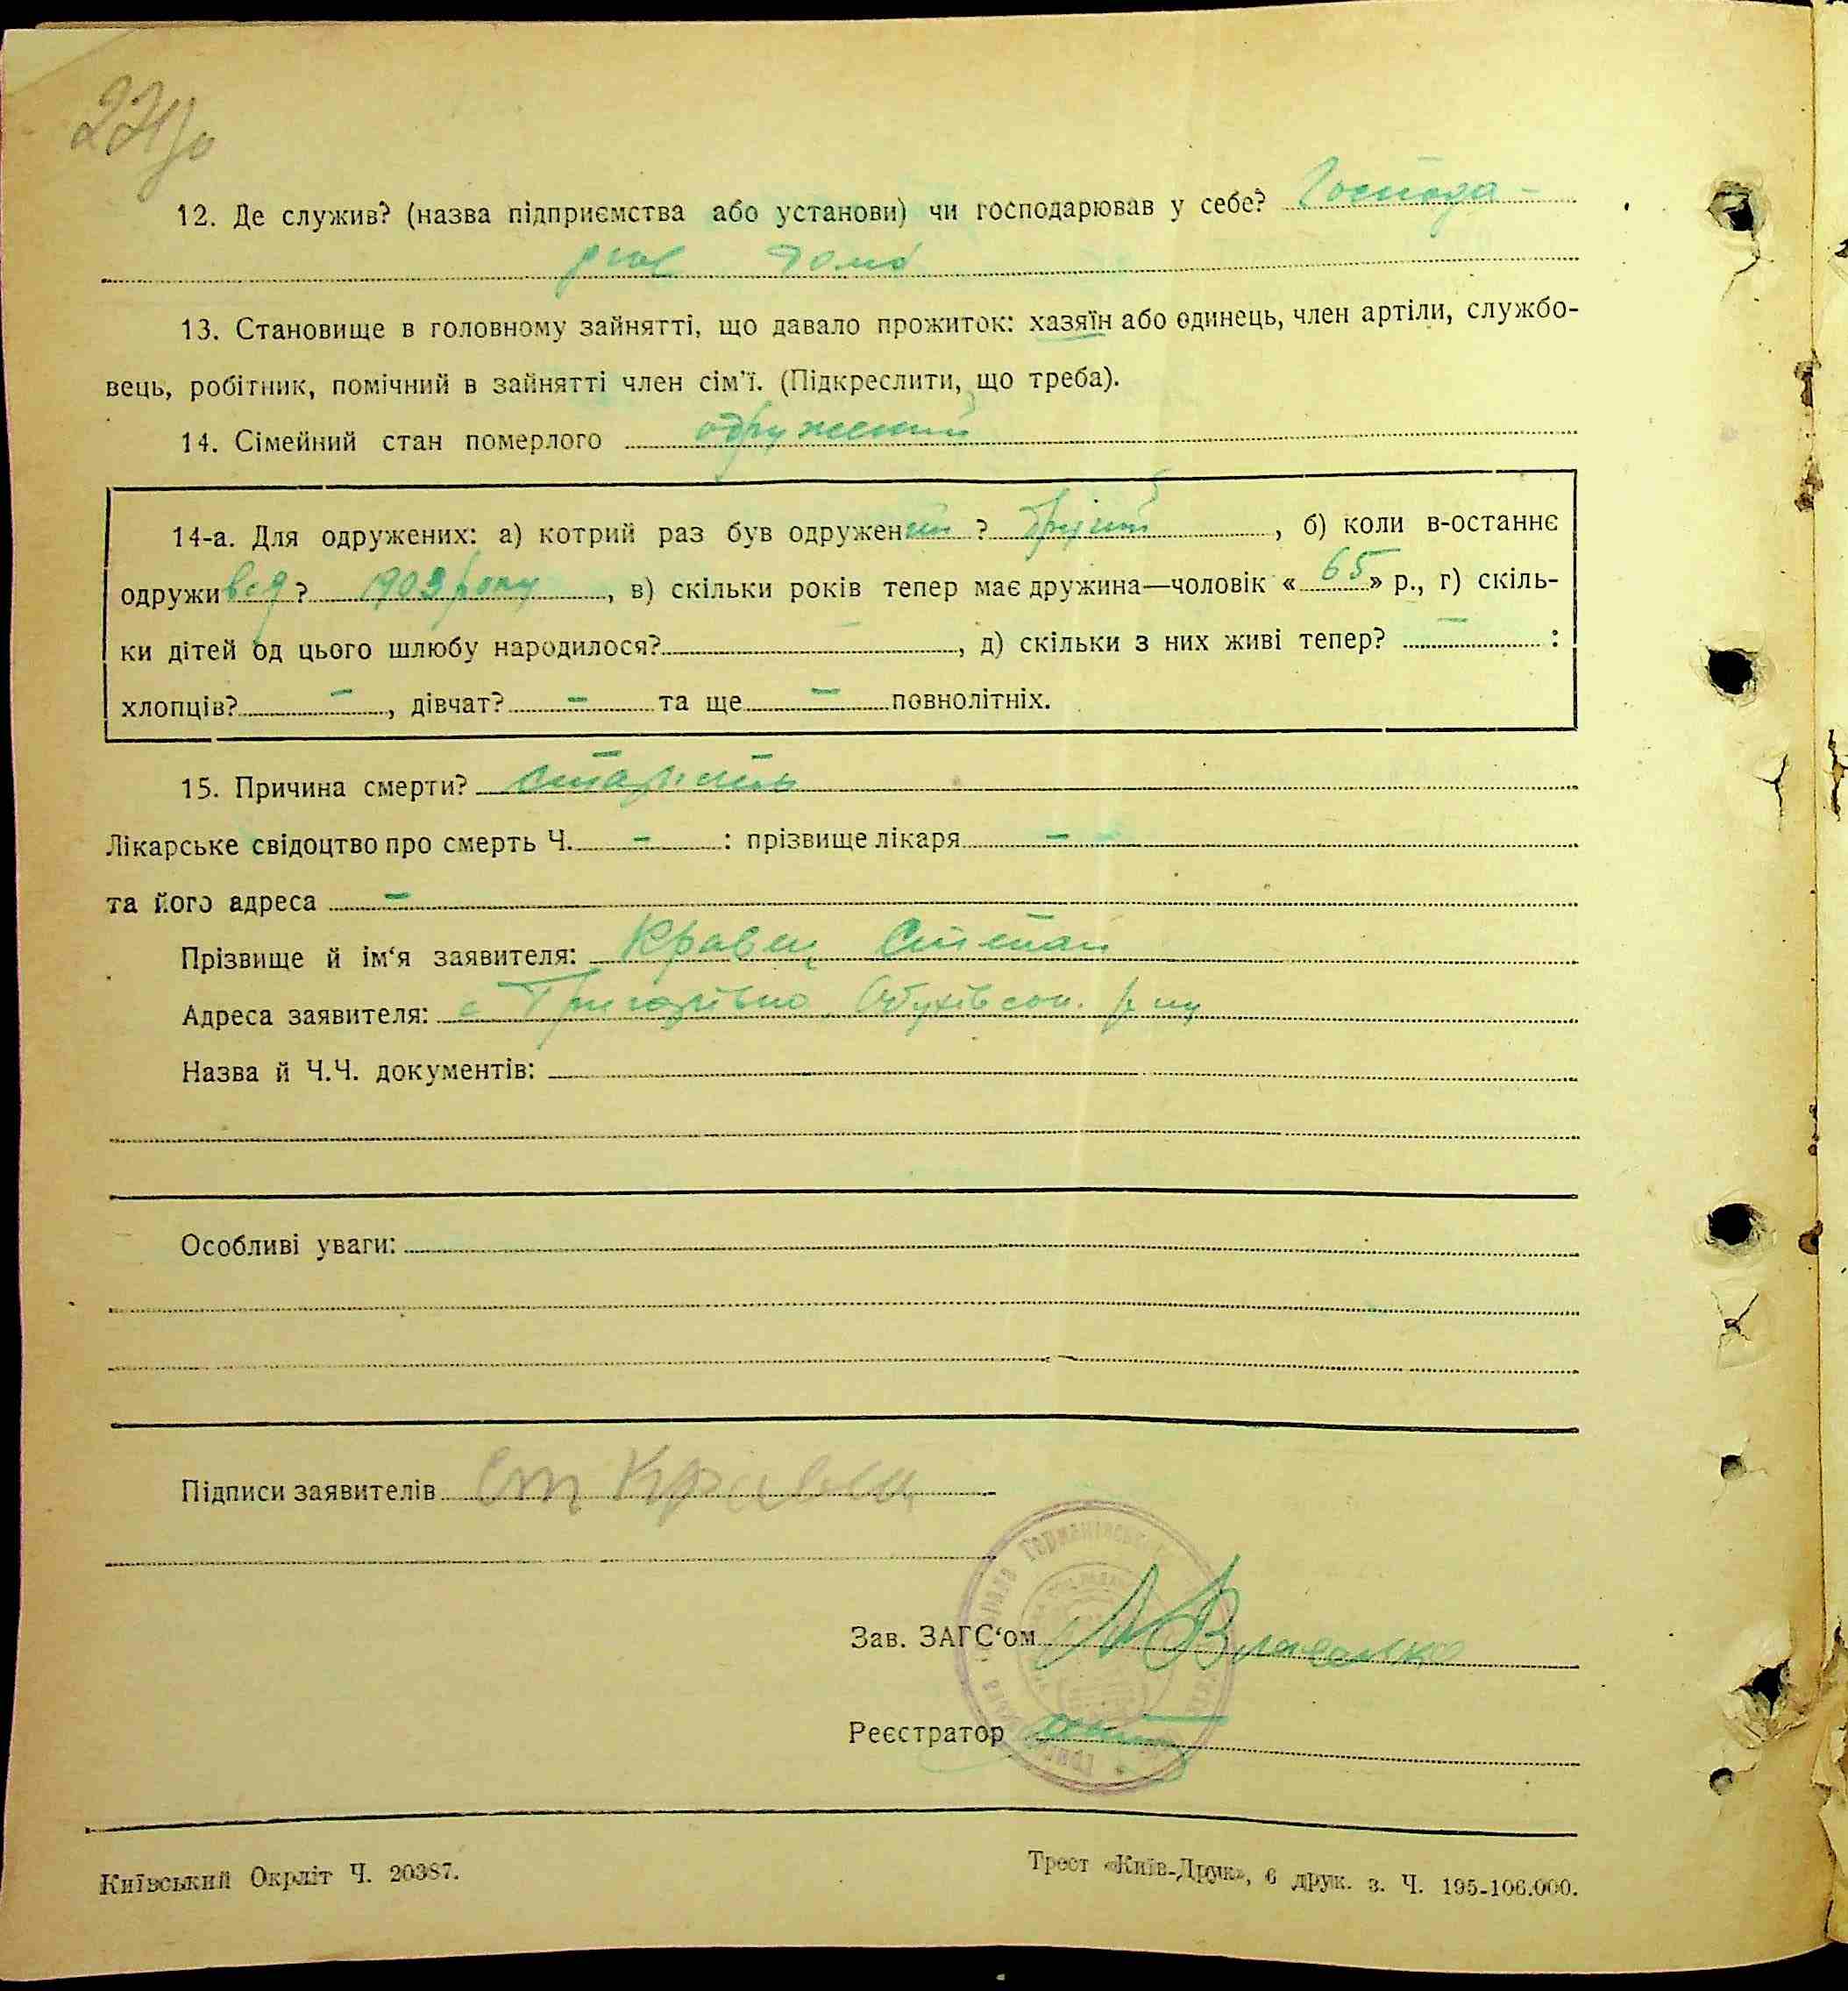 12. Де служив? (назва підприємства або установи) чи господарював у себе? Господа-
рив дома
13. Становище в головному зайнятті, що давало прожиток: хазяїн або одинець, член артіли, службо-
вець, робітник, помічний в зайнятті член сім'ї. (Підкреслити, що треба).
14. Сімейний стан померлого одружений
14-а. Для одружених: а) котрий раз був одружений ? , б) коли в-останнє
одруживсь? 1903 року, в) скільки років тепер має дружина—чоловік «65» р., г) скіль-
ки дітей од цього шлюбу народилося? –, д) скільки з них живі тепер? – :
хлопців? –, дівчат? – та ще – повнолітніх.
15. Причина смерти? старість
Лікарське свідоцтво про смерть Ч. – : прізвище лікаря –
та його адреса –
Прізвище й ім'я заявителя: Кравец Степан
Адреса заявителя: с Григорівка Обухівськ. р-ну
Назва й Ч.Ч. документів:
Особливі уваги:
Підписи заявителів Ст Кравец
Зав. ЗАГС'ом
Реєстратор
Київський Окрліт Ч. 20387.
Трест «Київ-Друк», 6 друк. з. Ч. 195-106.000.